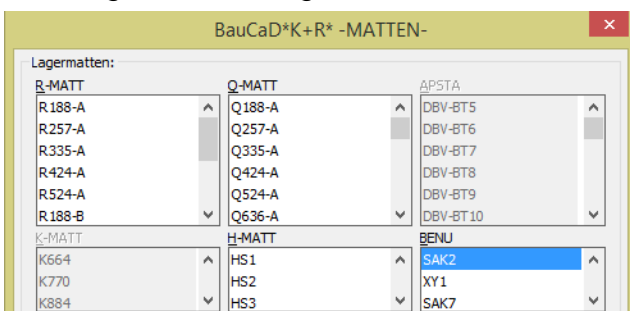 BauCaD*K+R* -MATTEN-
Lagermatten:
R-MATT
R188-A
R257-A
R335-A
R424-A
R524-A
R188-B
Q-MATT
Q188-A
Q257-A
Q335-A
Q424-A
Q524-A
Q636-A
APSTA
DBV-BT5
DBV-BT6
DBV-BT7
DBV-BT8
DBV-BT9
DBV-BT10
K-MATT
K664
K770
K884
H-MATT
HS1
HS2
HS3
BENU
SAK2
XY1
SAK7